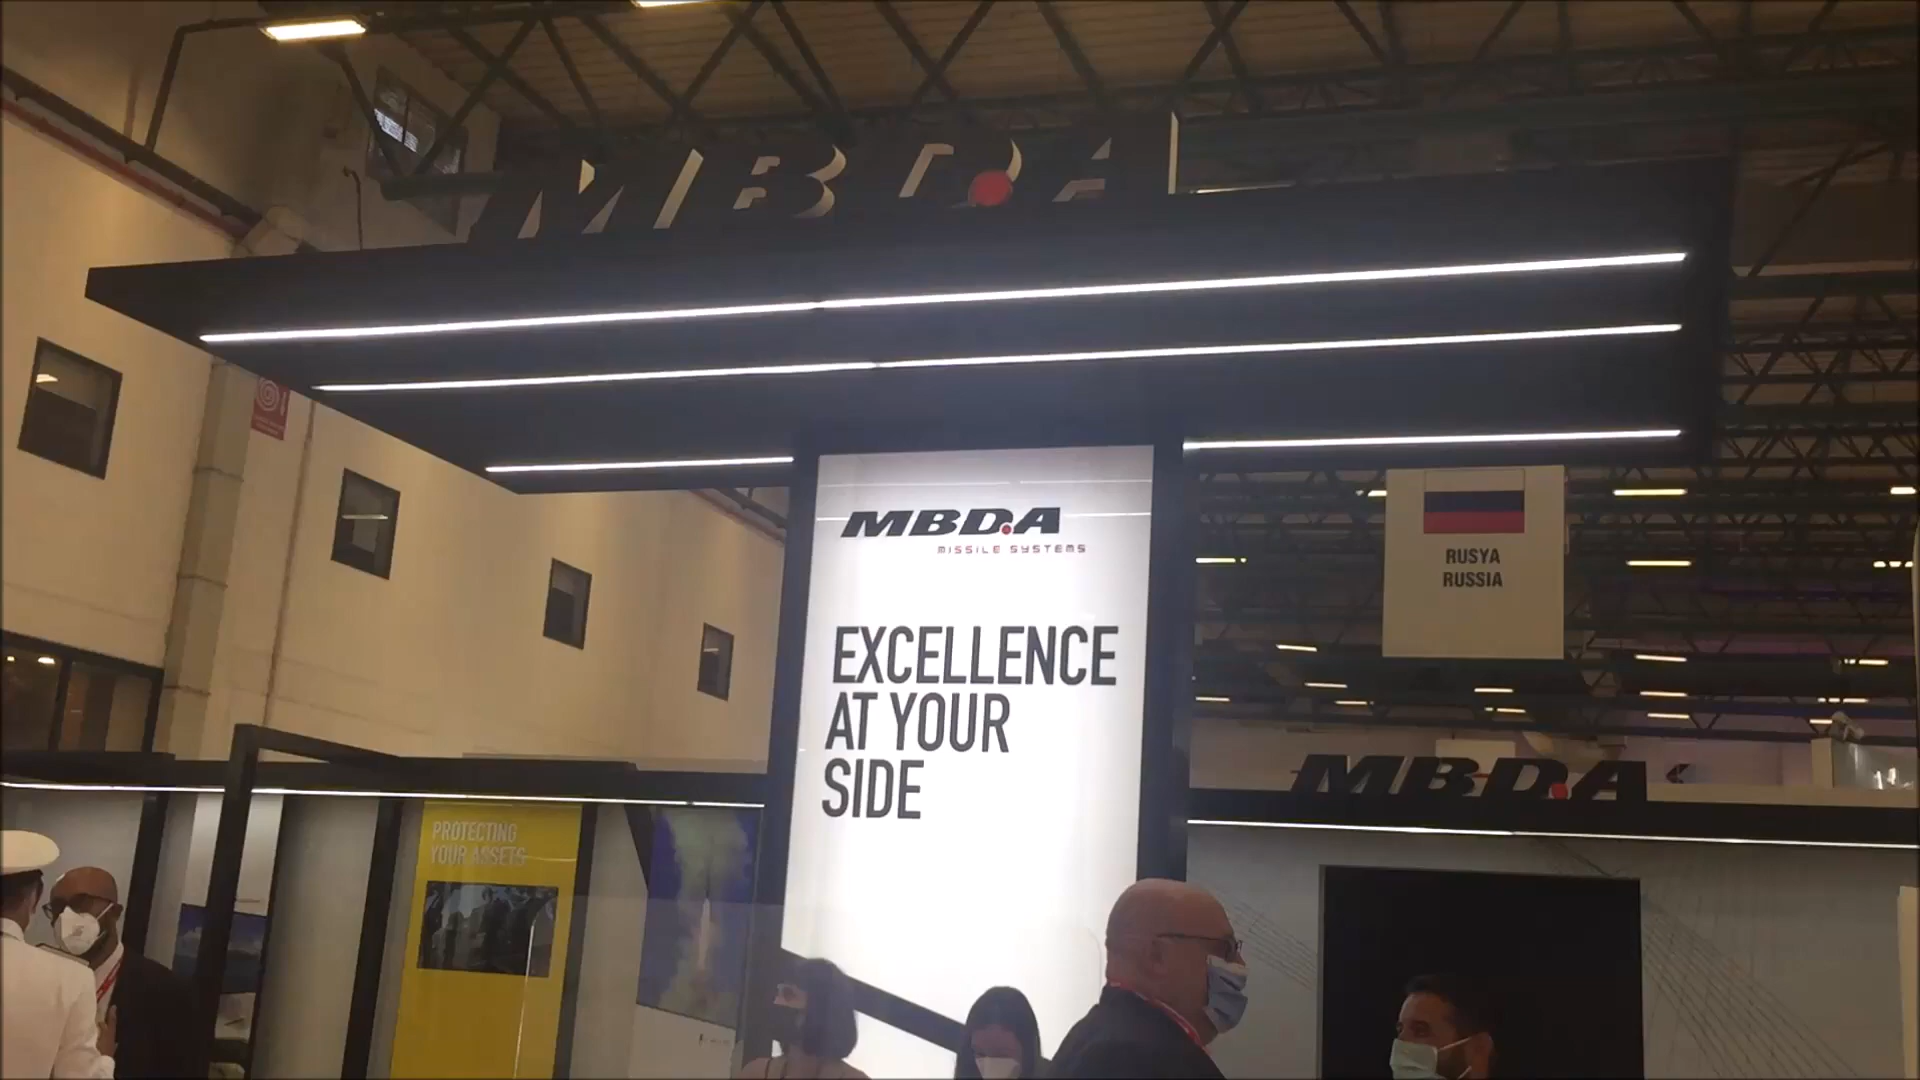 MBDA
MBDA
MISSILE SYSTEMS
EXCELLENCE
AT YOUR
SIDE
RUSYA
RUSSIA
MBDA
PROTECTING
YOUR ASSETS